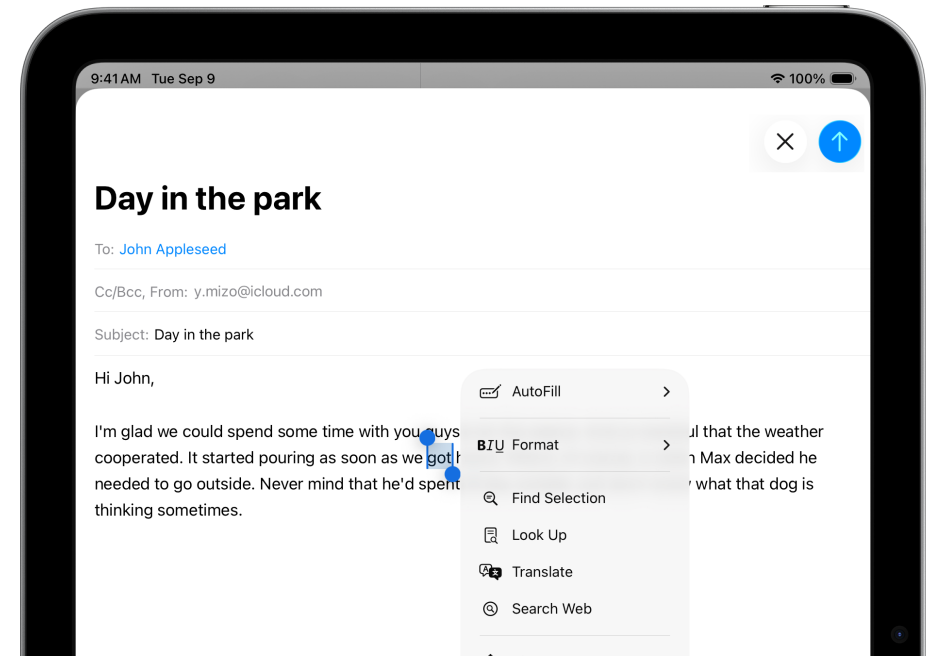 9:41 AM Tue Sep 9
100%
Day in the park
To: John Appleseed
Cc/Bcc, From: y.mizo@icloud.com
Subject: Day in the park
Hi John,
I'm glad we could spend some time with you guys that the weather
cooperated. It started pouring as soon as we got Max decided he
needed to go outside. Never mind that he'd spent what that dog is
thinking sometimes.
AutoFill
BIU Format
Find Selection
Look Up
Translate
Search Web